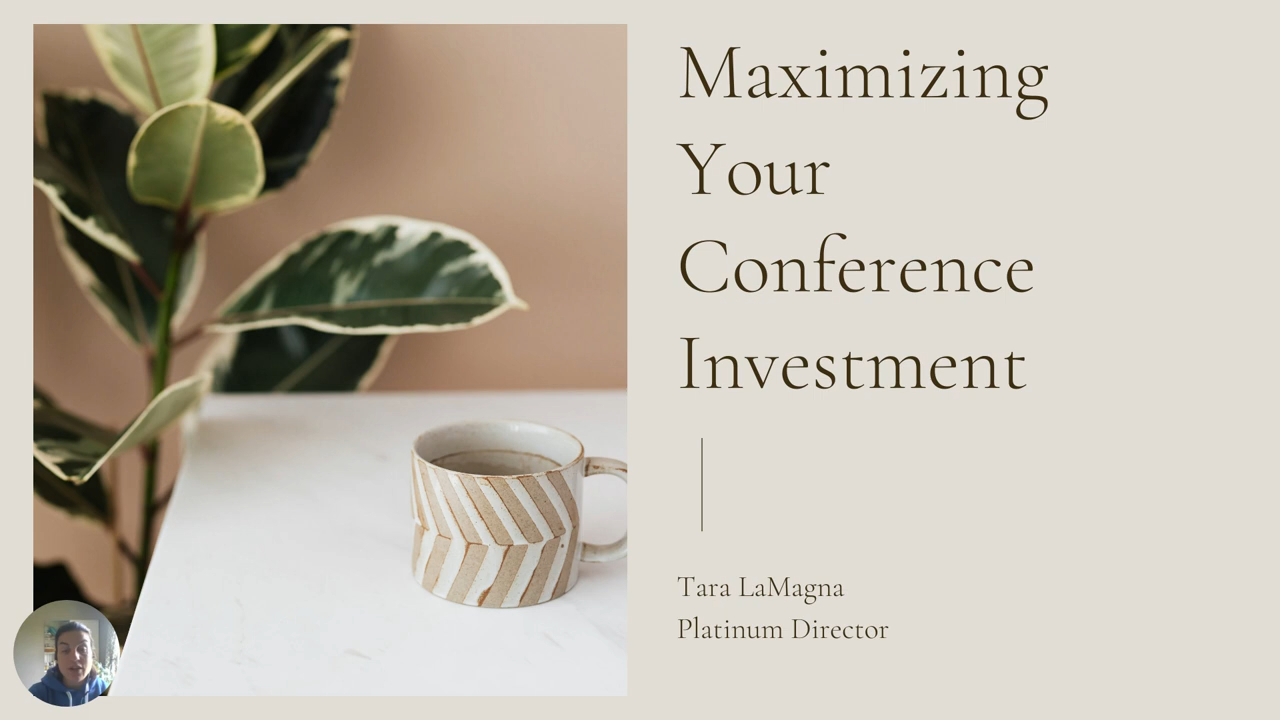 Maximizing
Your
Conference
Investment
Tara LaMagna
Platinum Director